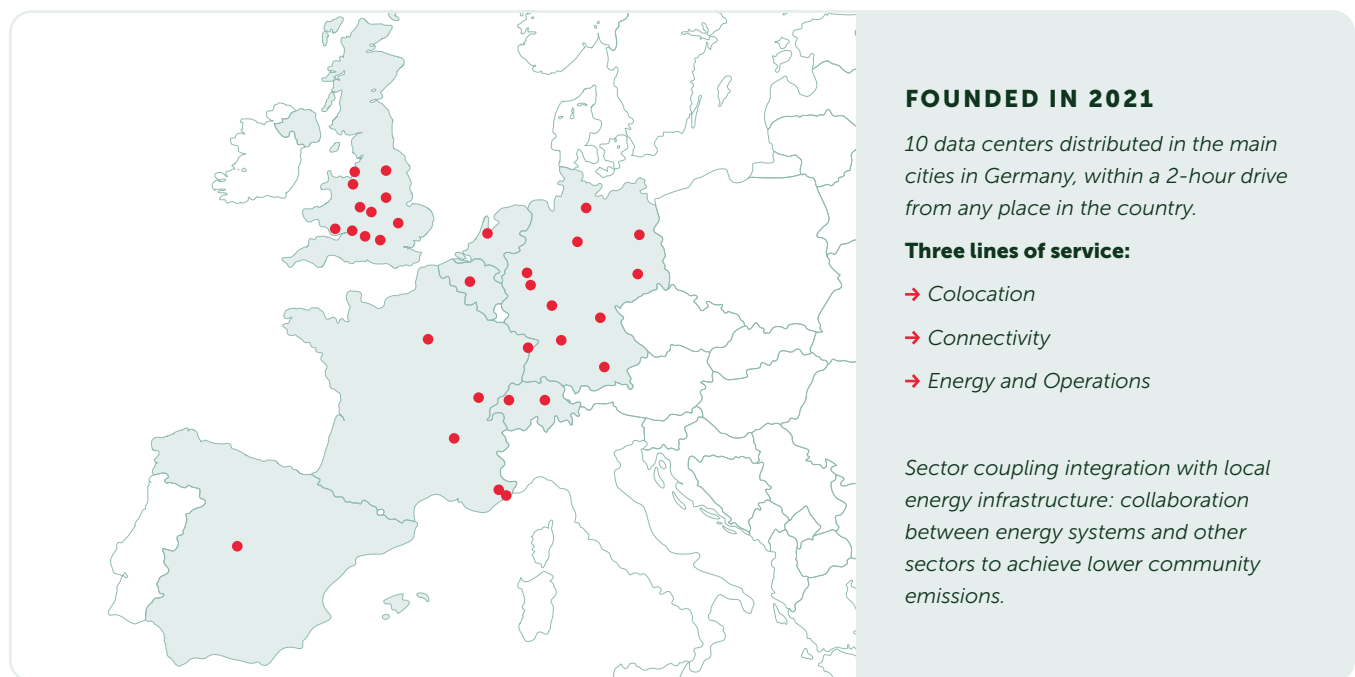 FOUNDED IN 2021
10 data centers distributed in the main
cities in Germany, within a 2-hour drive
from any place in the country.
Three lines of service:
→ Colocation
→ Connectivity
→ Energy and Operations
Sector coupling integration with local
energy infrastructure: collaboration
between energy systems and other
sectors to achieve lower community
emissions.